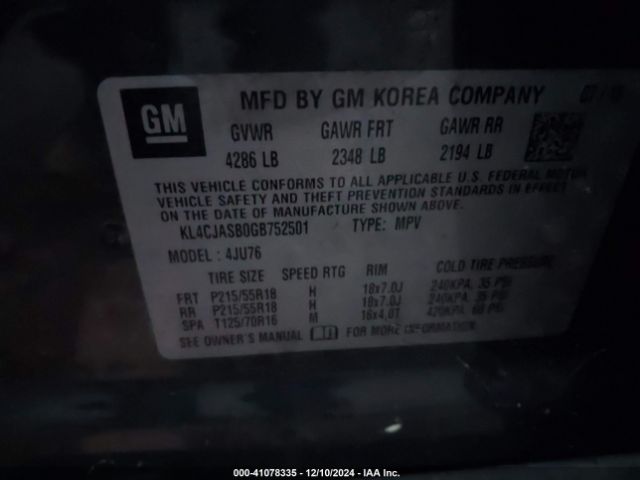 GM
MFD BY GM KOREA COMPANY
GVWR GAWR FRT GAWR RR
4286 LB 2348 LB 2194 LB
THIS VEHICLE CONFORMS TO ALL APPLICABLE U.S. FEDERAL MOTOR
VEHICLE SAFETY AND THEFT PREVENTION STANDARDS IN EFFECT
ON THE DATE OF MANUFACTURE SHOWN ABOVE.
KL4CJASB0GB752501 TYPE: MPV
MODEL: 4JU76
TIRE SIZE SPEED RTG RIM COLD TIRE PRESSURE
FRT P215/55R18 H 18x7.0J 240KPA, 35 PSI
RR P215/55R18 H 18x7.0J 240KPA, 35 PSI
SPA T125/70R16 M 16x4.0T 420KPA, 60 PSI
SEE OWNER'S MANUAL FOR MORE INFORMATION.
000-41078335 - 12/10/2024 - IAA Inc.